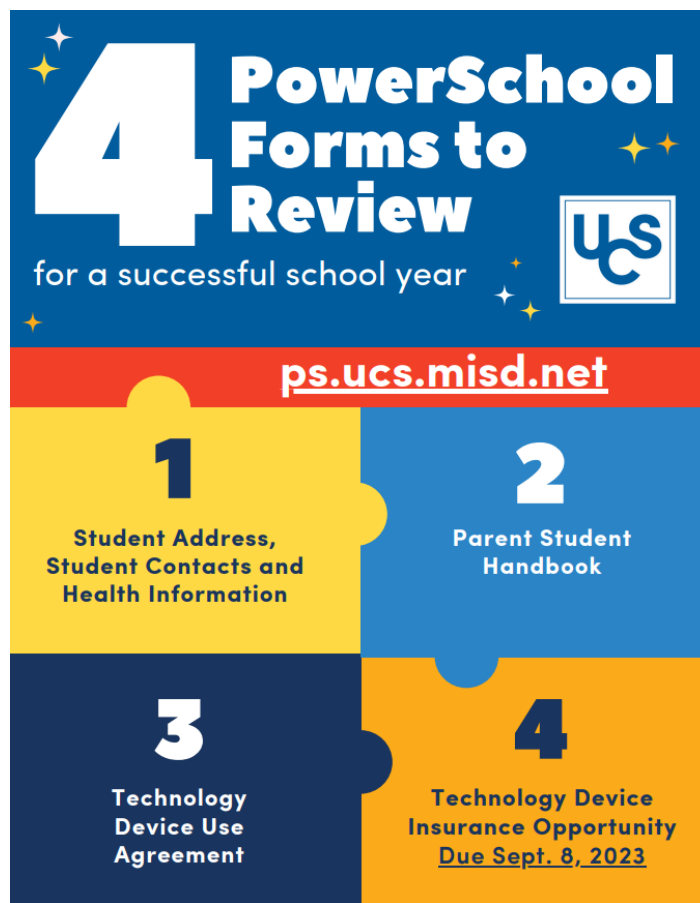 4
PowerSchool
Forms to
Review
for a successful school year
UCS
ps.ucs.misd.net
1
Student Address,
Student Contacts and
Health Information
2
Parent Student
Handbook
3
Technology
Device Use
Agreement
4
Technology Device
Insurance Opportunity
Due Sept. 8, 2023